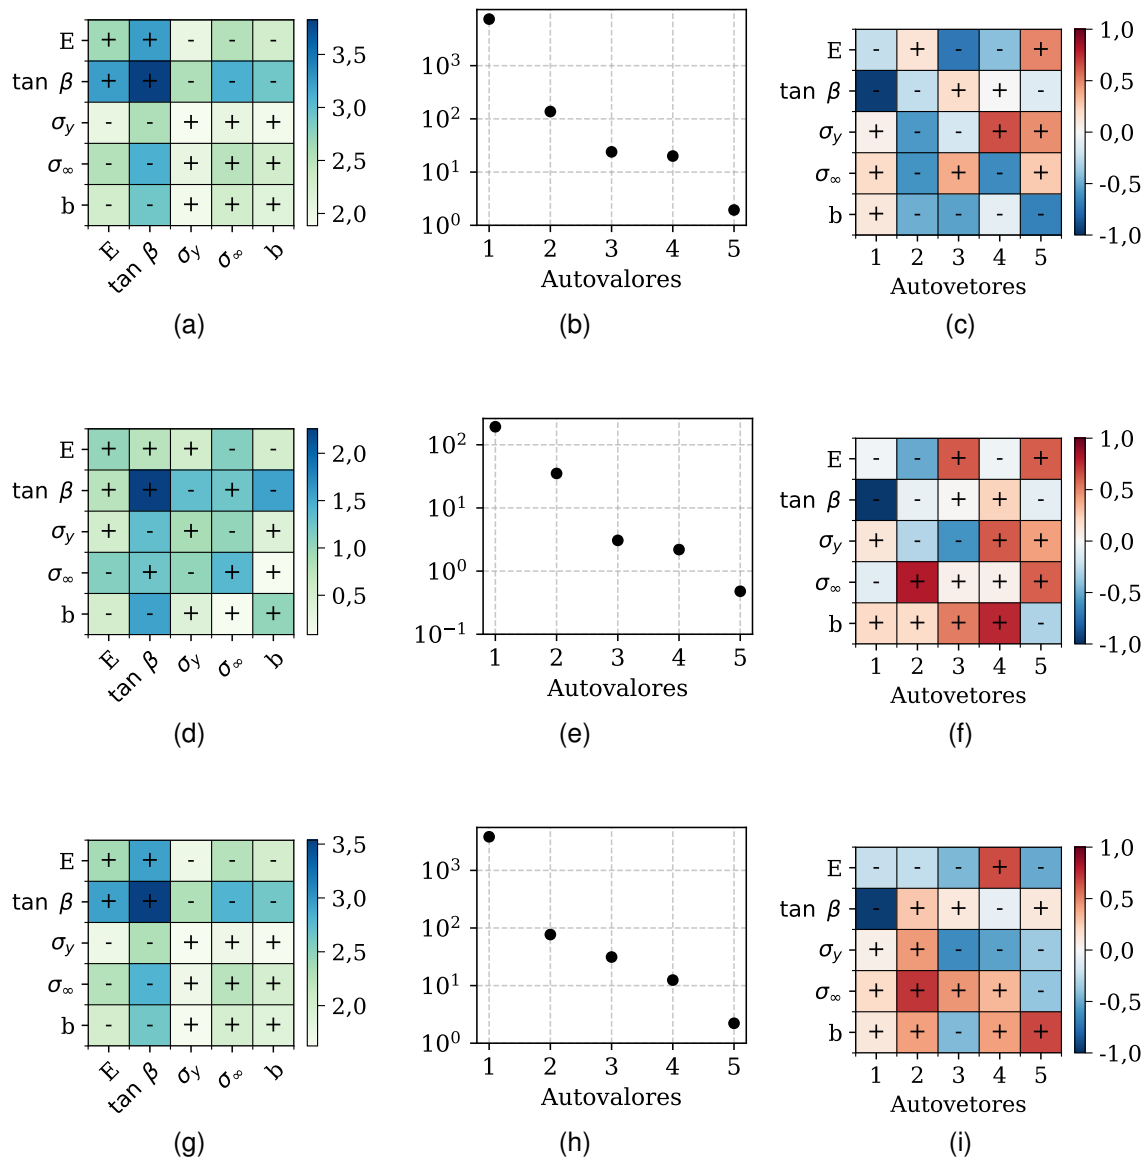 E + + - - -
tan β + + - - -
σy - - + + +
σ∞ - - + + +
b - - + + +
E tan β σy σ∞ b
3,5
3,0
2,5
2,0
(a)
10³
10²
10¹
10⁰
1 2 3 4 5
Autovalores
(b)
E - + - - +
tan β - - + + -
σy + - - + +
σ∞ + - + - +
b + - - - -
1 2 3 4 5
Autovetores
1,0
0,5
0,0
-0,5
-1,0
(c)
E + + + - -
tan β + + - + -
σy + - + - +
σ∞ - + - + +
b - - + + +
E tan β σy σ∞ b
2,0
1,5
1,0
0,5
(d)
10²
10¹
10⁰
10⁻¹
1 2 3 4 5
Autovalores
(e)
E - - + - +
tan β - - + + -
σy + - - + +
σ∞ - + + + +
b + + + + -
1 2 3 4 5
Autovetores
1,0
0,5
0,0
-0,5
-1,0
(f)
E + + - - -
tan β + + - - -
σy - - + + +
σ∞ - - + + +
b - - + + +
E tan β σy σ∞ b
3,5
3,0
2,5
2,0
(g)
10³
10²
10¹
10⁰
1 2 3 4 5
Autovalores
(h)
E - - - + -
tan β - + + - +
σy + + - - -
σ∞ + + + + -
b + + - + +
1 2 3 4 5
Autovetores
1,0
0,5
0,0
-0,5
-1,0
(i)